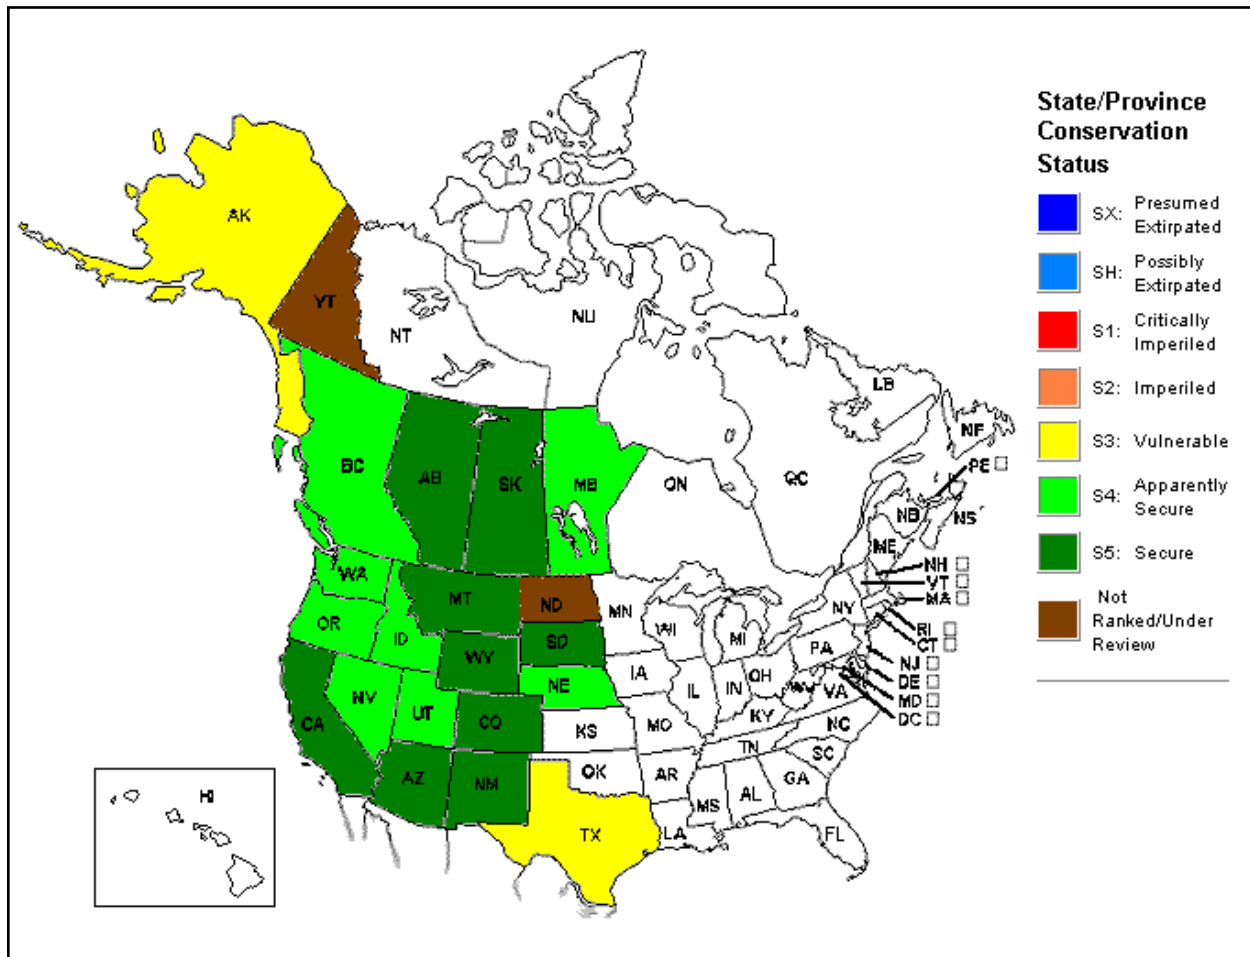 State/Province
Conservation
Status
SX: Presumed
Extirpated
SH: Possibly
Extirpated
S1: Critically
Imperiled
S2: Imperiled
S3: Vulnerable
S4: Apparently
Secure
S5: Secure
Not
Ranked/Under
Review
AK
YT
NT
NU
LB
NF
PE
BC
AB
SK
MB
ON
QC
NB
NS
ME
NH
VT
MA
RI
CT
NJ
DE
MD
DC
WA
MT
ND
MN
OR
ID
WY
SD
WI
MI
NY
PA
IA
NE
IL
IN
OH
WV
VA
NV
UT
CO
KS
MO
KY
NC
CA
AZ
NM
OK
AR
TN
SC
MS
AL
GA
TX
LA
FL
HI